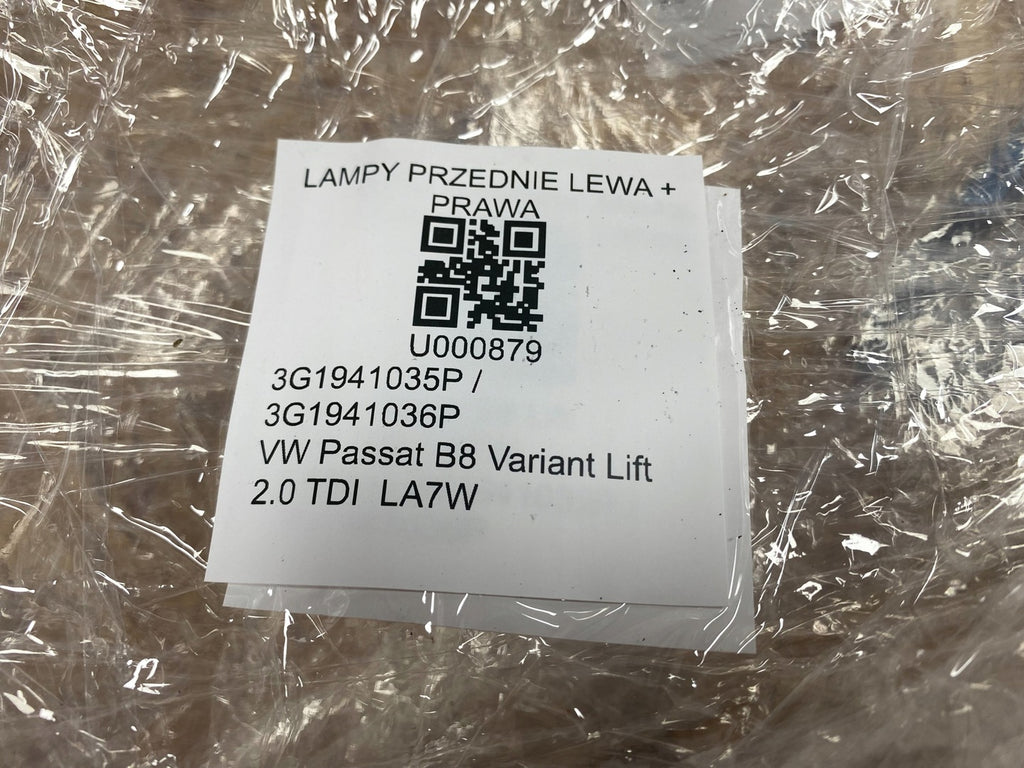 LAMPY PRZEDNIE LEWA +
PRAWA
U000879
3G1941035P /
3G1941036P
VW Passat B8 Variant Lift
2.0 TDI LA7W